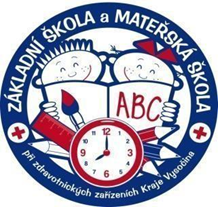 ZÁKLADNÍ ŠKOLA a MATEŘSKÁ ŠKOLA
ABC
při zdravotnických zařízeních Kraje Vysočina